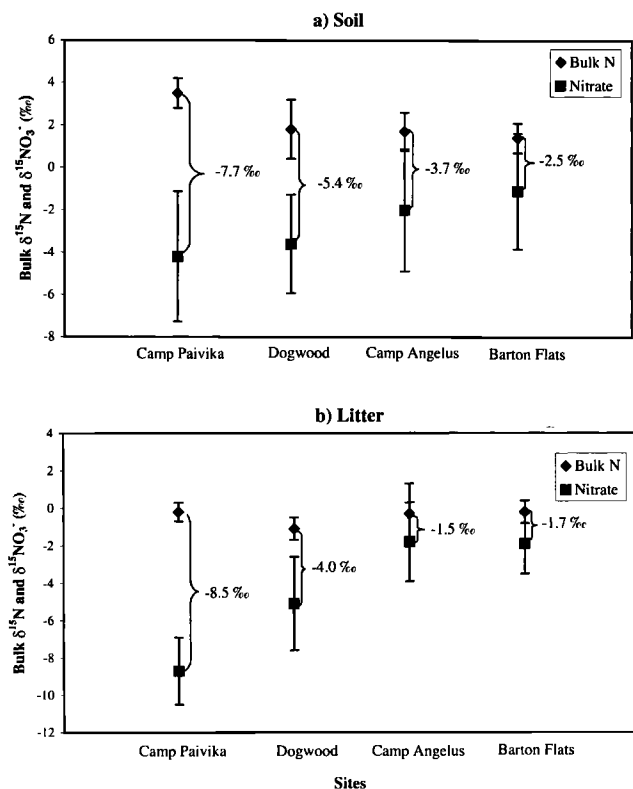 a) Soil
Bulk δ15N and δ15NO3- (‰)
6
4
2
0
-2
-4
-6
-8
Bulk N
Nitrate
-7.7 ‰
-5.4 ‰
-3.7 ‰
-2.5 ‰
Camp Paivika Dogwood Camp Angelus Barton Flats
b) Litter
Bulk δ15N and δ15NO3- (‰)
4
2
0
-2
-4
-6
-8
-10
-12
Bulk N
Nitrate
-8.5 ‰
-4.0 ‰
-1.5 ‰
-1.7 ‰
Camp Paivika Dogwood Camp Angelus Barton Flats
Sites